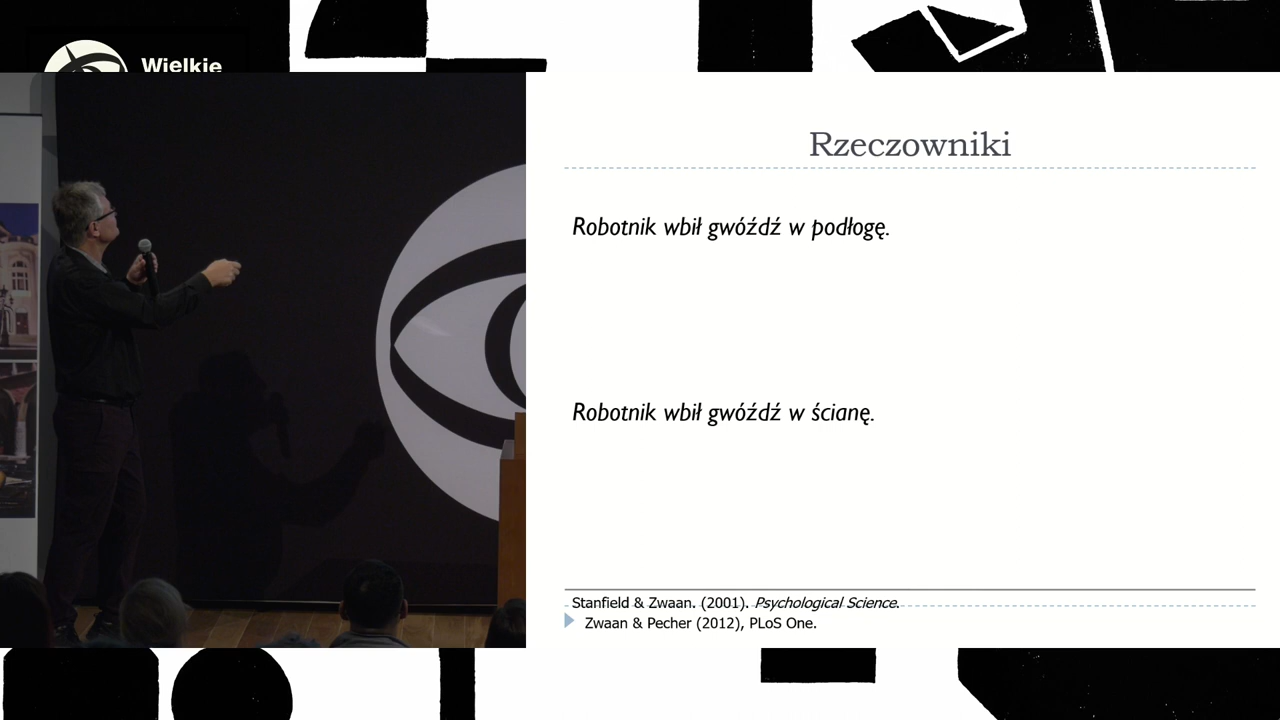 Wielkie
Rzeczowniki
Robotnik wbił gwóźdź w podłogę.
Robotnik wbił gwóźdź w ścianę.
Stanfield & Zwaan. (2001). Psychological Science.
Zwaan & Pecher (2012), PLoS One.